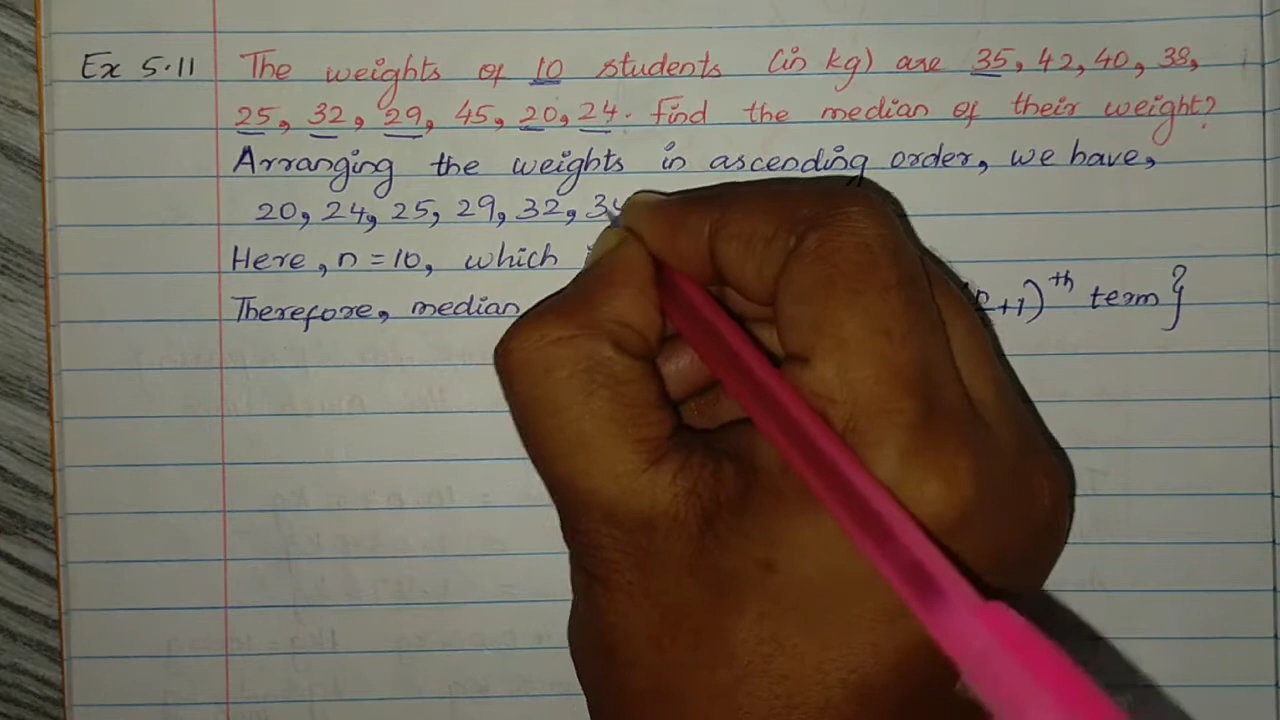 Ex 5.11 The weights of 10 students (in kg) are 35, 42, 40, 38,
25, 32, 29, 45, 20, 24. Find the median of their weight?
Arranging the weights in ascending order, we have,
20, 24, 25, 29, 32,
Here, n = 10, which
Therefore, median +1)th term}